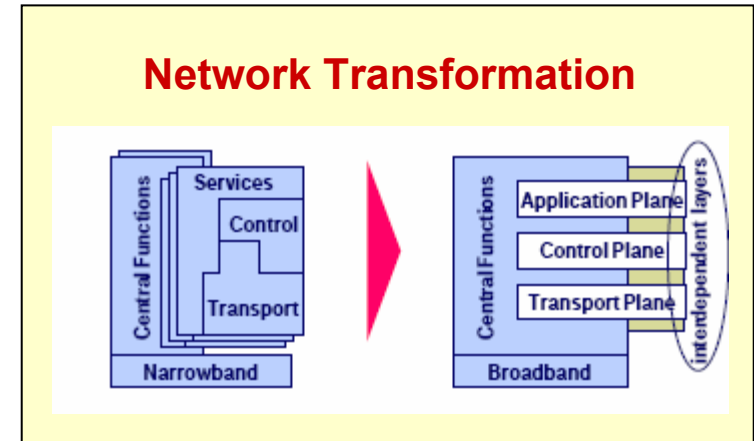 Network Transformation
Central Functions
Services
Control
Transport
Narrowband
Central Functions
Application Plane
Control Plane
Transport Plane
interdependent layers
Broadband